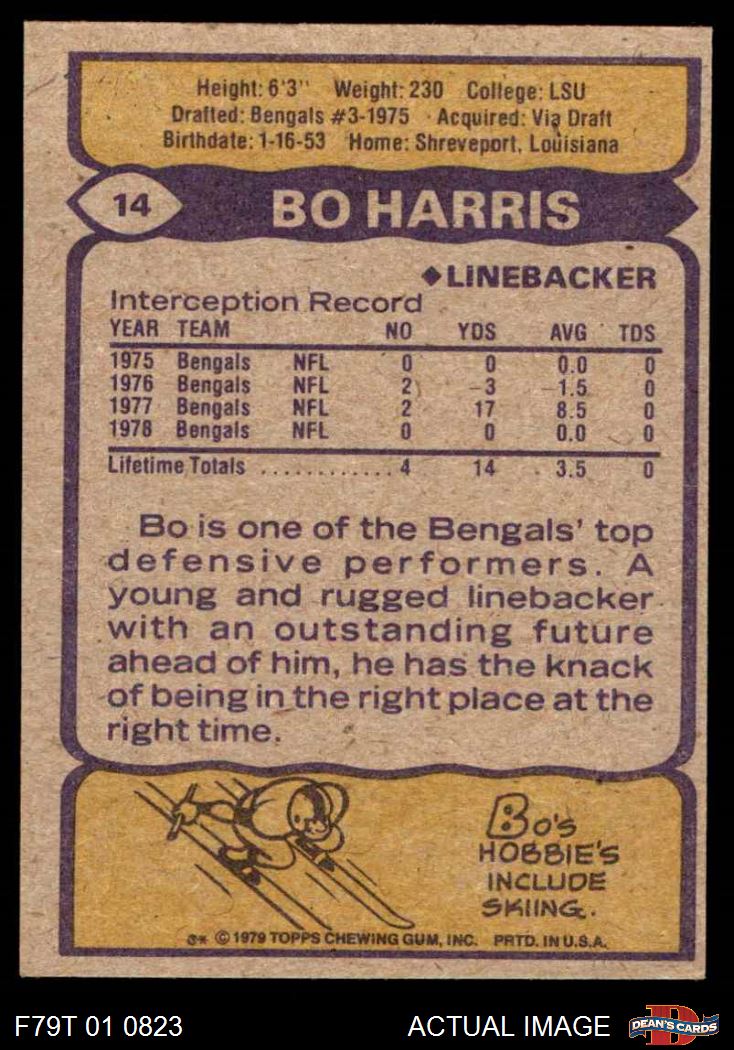 Height: 6'3" Weight: 230 College: LSU
Drafted: Bengals #3-1975 Acquired: Via Draft
Birthdate: 1-16-53 Home: Shreveport, Louisiana
14 BO HARRIS
◆LINEBACKER
Interception Record
YEAR TEAM NO YDS AVG TDS
1975 Bengals NFL 0 0 0.0 0
1976 Bengals NFL 2 -3 -1.5 0
1977 Bengals NFL 2 17 8.5 0
1978 Bengals NFL 0 0 0.0 0
Lifetime Totals ............ 4 14 3.5 0
Bo is one of the Bengals' top
defensive performers. A
young and rugged linebacker
with an outstanding future
ahead of him, he has the knack
of being in the right place at the
right time.
Bo's
HOBBIE'S
INCLUDE
SKIING.
© 1979 TOPPS CHEWING GUM, INC. PRTD. IN U.S.A.
F79T 01 0823 ACTUAL IMAGE DEAN'S CARDS